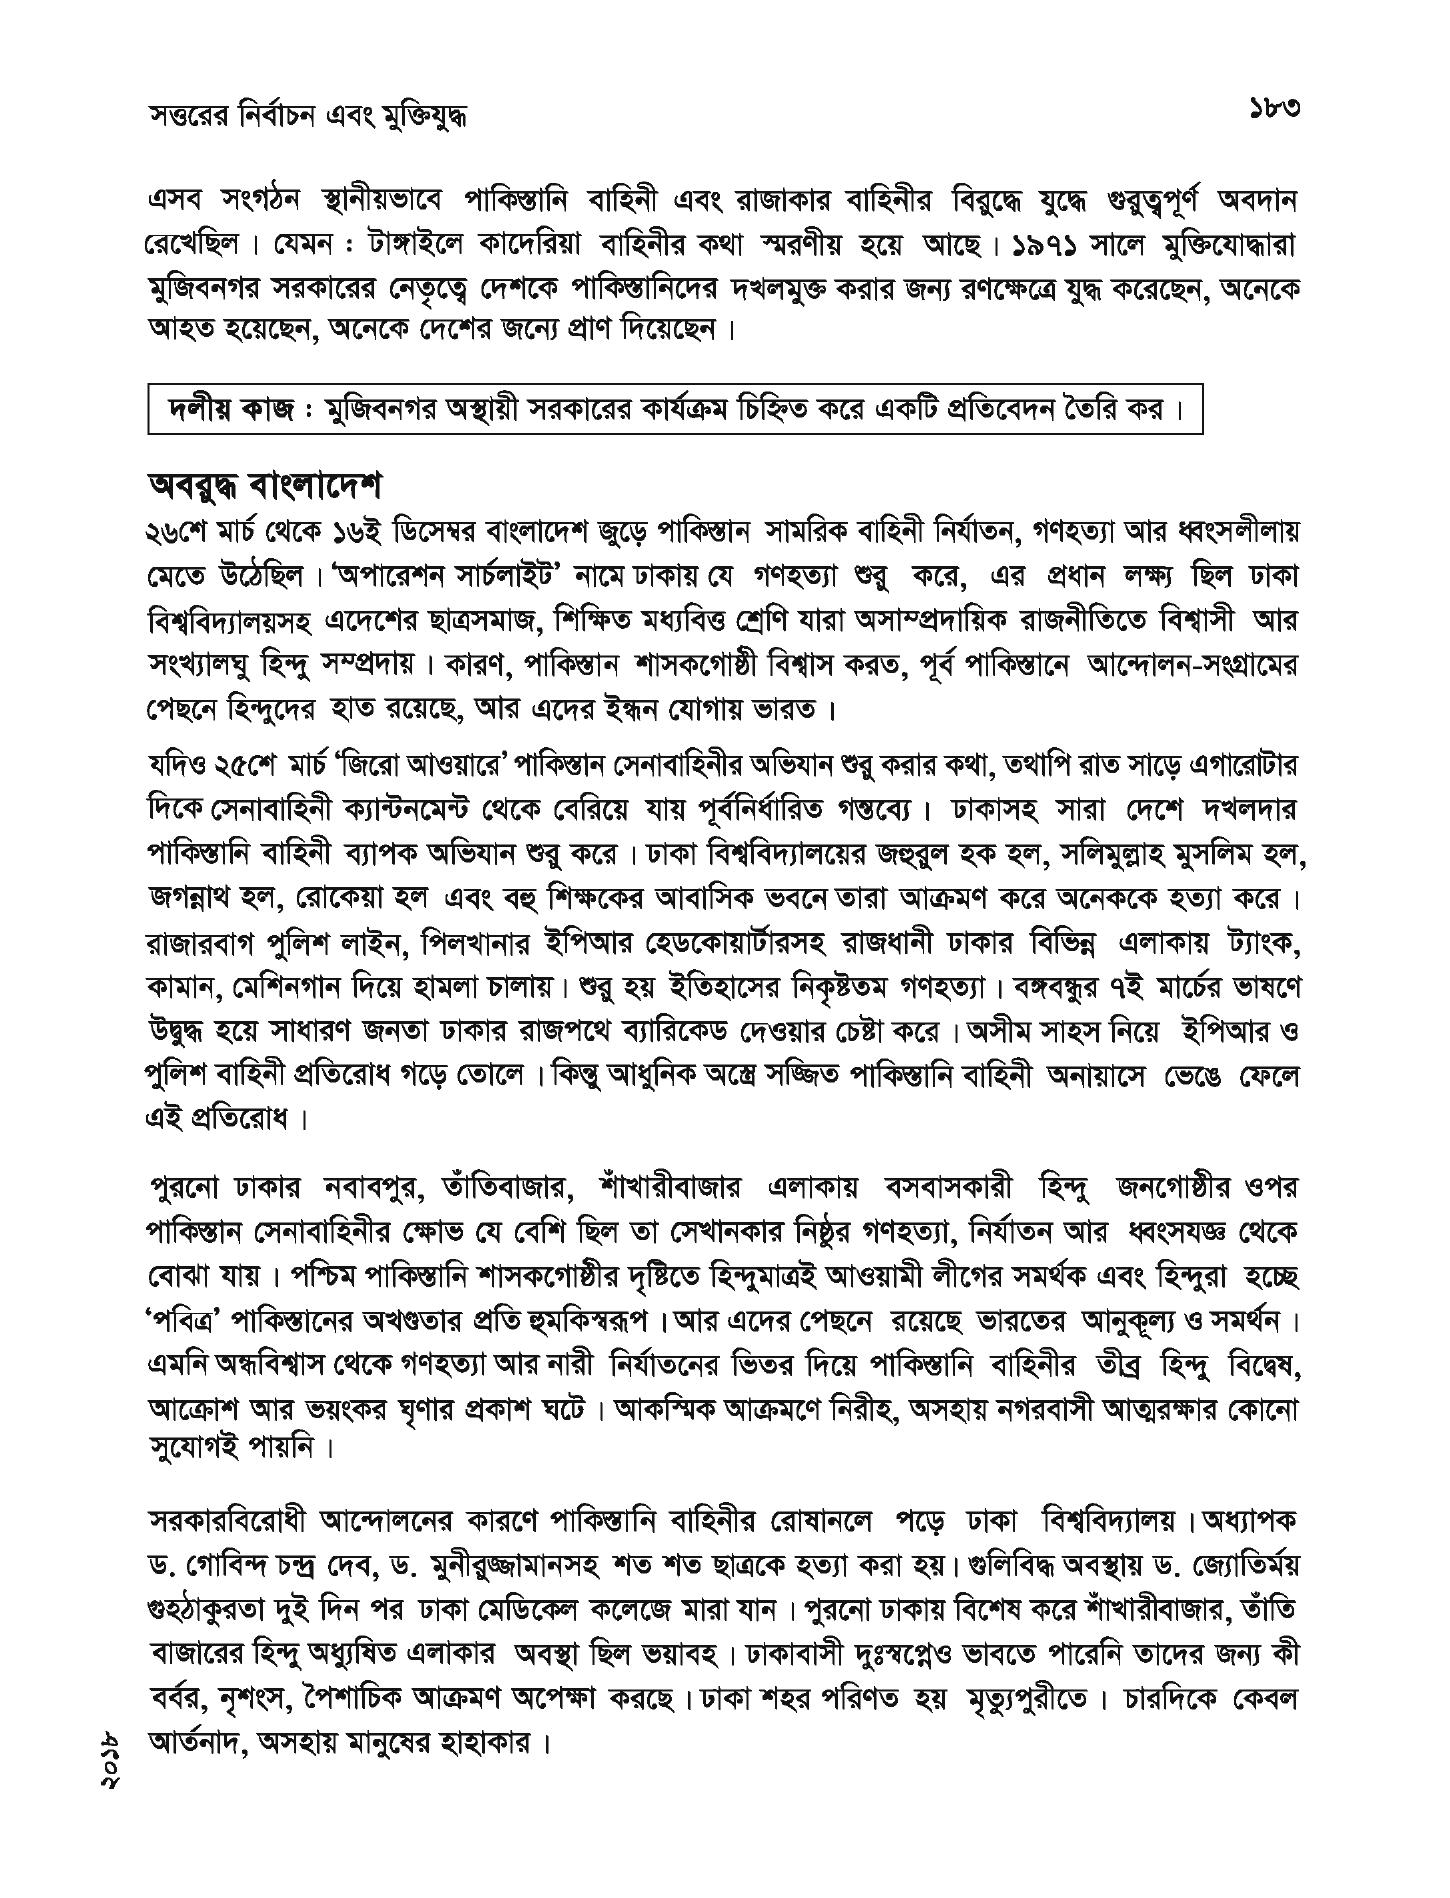 সত্তরের নির্বাচন এবং মুক্তিযুদ্ধ
১৮৩
এসব সংগঠন স্থানীয়ভাবে পাকিস্তানি বাহিনী এবং রাজাকার বাহিনীর বিরুদ্ধে যুদ্ধে গুরুত্বপূর্ণ অবদান
রেখেছিল। যেমন : টাঙ্গাইলে কাদেরিয়া বাহিনীর কথা স্মরণীয় হয়ে আছে। ১৯৭১ সালে মুক্তিযোদ্ধারা
মুজিবনগর সরকারের নেতৃত্বে দেশকে পাকিস্তানিদের দখলমুক্ত করার জন্য রণক্ষেত্রে যুদ্ধ করেছেন, অনেকে
আহত হয়েছেন, অনেকে দেশের জন্যে প্রাণ দিয়েছেন।
দলীয় কাজ : মুজিবনগর অস্থায়ী সরকারের কার্যক্রম চিহ্নিত করে একটি প্রতিবেদন তৈরি কর।
অবরুদ্ধ বাংলাদেশ
২৬শে মার্চ থেকে ১৬ই ডিসেম্বর বাংলাদেশ জুড়ে পাকিস্তান সামরিক বাহিনী নির্যাতন, গণহত্যা আর ধ্বংসলীলায়
মেতে উঠেছিল। ‘অপারেশন সার্চলাইট’ নামে ঢাকায় যে গণহত্যা শুরু করে, এর প্রধান লক্ষ্য ছিল ঢাকা
বিশ্ববিদ্যালয়সহ এদেশের ছাত্রসমাজ, শিক্ষিত মধ্যবিত্ত শ্রেণি যারা অসাম্প্রদায়িক রাজনীতিতে বিশ্বাসী আর
সংখ্যালঘু হিন্দু সম্প্রদায়। কারণ, পাকিস্তান শাসকগোষ্ঠী বিশ্বাস করত, পূর্ব পাকিস্তানে আন্দোলন-সংগ্রামের
পেছনে হিন্দুদের হাত রয়েছে, আর এদের ইন্ধন যোগায় ভারত।
যদিও ২৫শে মার্চ ‘জিরো আওয়ারে’ পাকিস্তান সেনাবাহিনীর অভিযান শুরু করার কথা, তথাপি রাত সাড়ে এগারোটার
দিকে সেনাবাহিনী ক্যান্টনমেন্ট থেকে বেরিয়ে যায় পূর্বনির্ধারিত গন্তব্যে। ঢাকাসহ সারা দেশে দখলদার
পাকিস্তানি বাহিনী ব্যাপক অভিযান শুরু করে। ঢাকা বিশ্ববিদ্যালয়ের জহুরুল হক হল, সলিমুল্লাহ মুসলিম হল,
জগন্নাথ হল, রোকেয়া হল এবং বহু শিক্ষকের আবাসিক ভবনে তারা আক্রমণ করে অনেককে হত্যা করে।
রাজারবাগ পুলিশ লাইন, পিলখানার ইপিআর হেডকোয়ার্টারসহ রাজধানী ঢাকার বিভিন্ন এলাকায় ট্যাংক,
কামান, মেশিনগান দিয়ে হামলা চালায়। শুরু হয় ইতিহাসের নিকৃষ্টতম গণহত্যা। বঙ্গবন্ধুর ৭ই মার্চের ভাষণে
উদ্বুদ্ধ হয়ে সাধারণ জনতা ঢাকার রাজপথে ব্যারিকেড দেওয়ার চেষ্টা করে। অসীম সাহস নিয়ে ইপিআর ও
পুলিশ বাহিনী প্রতিরোধ গড়ে তোলে। কিন্তু আধুনিক অস্ত্রে সজ্জিত পাকিস্তানি বাহিনী অনায়াসে ভেঙে ফেলে
এই প্রতিরোধ।
পুরনো ঢাকার নবাবপুর, তাঁতিবাজার, শাঁখারীবাজার এলাকায় বসবাসকারী হিন্দু জনগোষ্ঠীর ওপর
পাকিস্তান সেনাবাহিনীর ক্ষোভ যে বেশি ছিল তা সেখানকার নিষ্ঠুর গণহত্যা, নির্যাতন আর ধ্বংসযজ্ঞ থেকে
বোঝা যায়। পশ্চিম পাকিস্তানি শাসকগোষ্ঠীর দৃষ্টিতে হিন্দুমাত্রই আওয়ামী লীগের সমর্থক এবং হিন্দুরা হচ্ছে
‘পবিত্র’ পাকিস্তানের অখণ্ডতার প্রতি হুমকিস্বরূপ। আর এদের পেছনে রয়েছে ভারতের আনুকূল্য ও সমর্থন।
এমনি অন্ধবিশ্বাস থেকে গণহত্যা আর নারী নির্যাতনের ভিতর দিয়ে পাকিস্তানি বাহিনীর তীব্র হিন্দু বিদ্বেষ,
আক্রোশ আর ভয়ংকর ঘৃণার প্রকাশ ঘটে। আকস্মিক আক্রমণে নিরীহ, অসহায় নগরবাসী আত্মরক্ষার কোনো
সুযোগই পায়নি।
সরকারবিরোধী আন্দোলনের কারণে পাকিস্তানি বাহিনীর রোষানলে পড়ে ঢাকা বিশ্ববিদ্যালয়। অধ্যাপক
ড. গোবিন্দ চন্দ্র দেব, ড. মুনীরুজ্জামানসহ শত শত ছাত্রকে হত্যা করা হয়। গুলিবিদ্ধ অবস্থায় ড. জ্যোতির্ময়
গুহঠাকুরতা দুই দিন পর ঢাকা মেডিকেল কলেজে মারা যান। পুরনো ঢাকায় বিশেষ করে শাঁখারীবাজার, তাঁতি
বাজারের হিন্দু অধ্যুষিত এলাকার অবস্থা ছিল ভয়াবহ। ঢাকাবাসী দুঃস্বপ্নেও ভাবতে পারেনি তাদের জন্য কী
বর্বর, নৃশংস, পৈশাচিক আক্রমণ অপেক্ষা করছে। ঢাকা শহর পরিণত হয় মৃত্যুপুরীতে। চারদিকে কেবল
আর্তনাদ, অসহায় মানুষের হাহাকার।
২০১৮